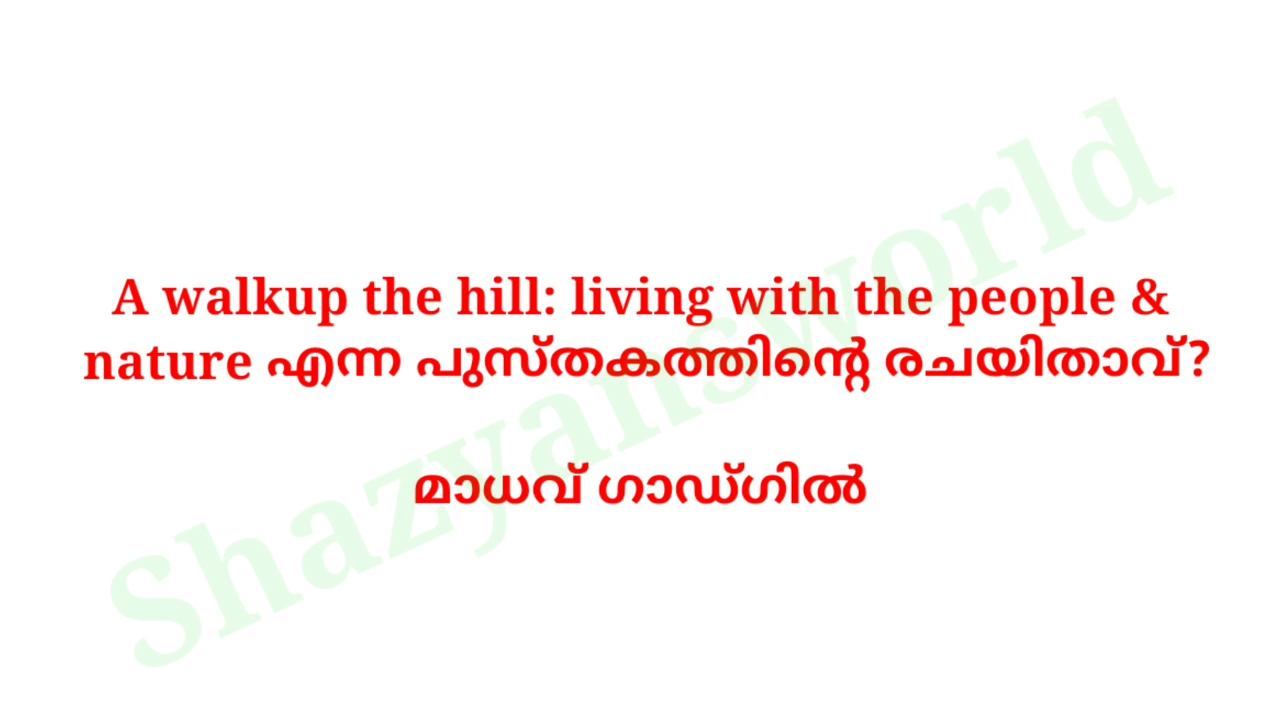 A walkup the hill: living with the people &
nature എന്ന പുസ്തകത്തിന്റെ രചയിതാവ്?
മാധവ് ഗാഡ്ഗിൽ
Shazyansworld